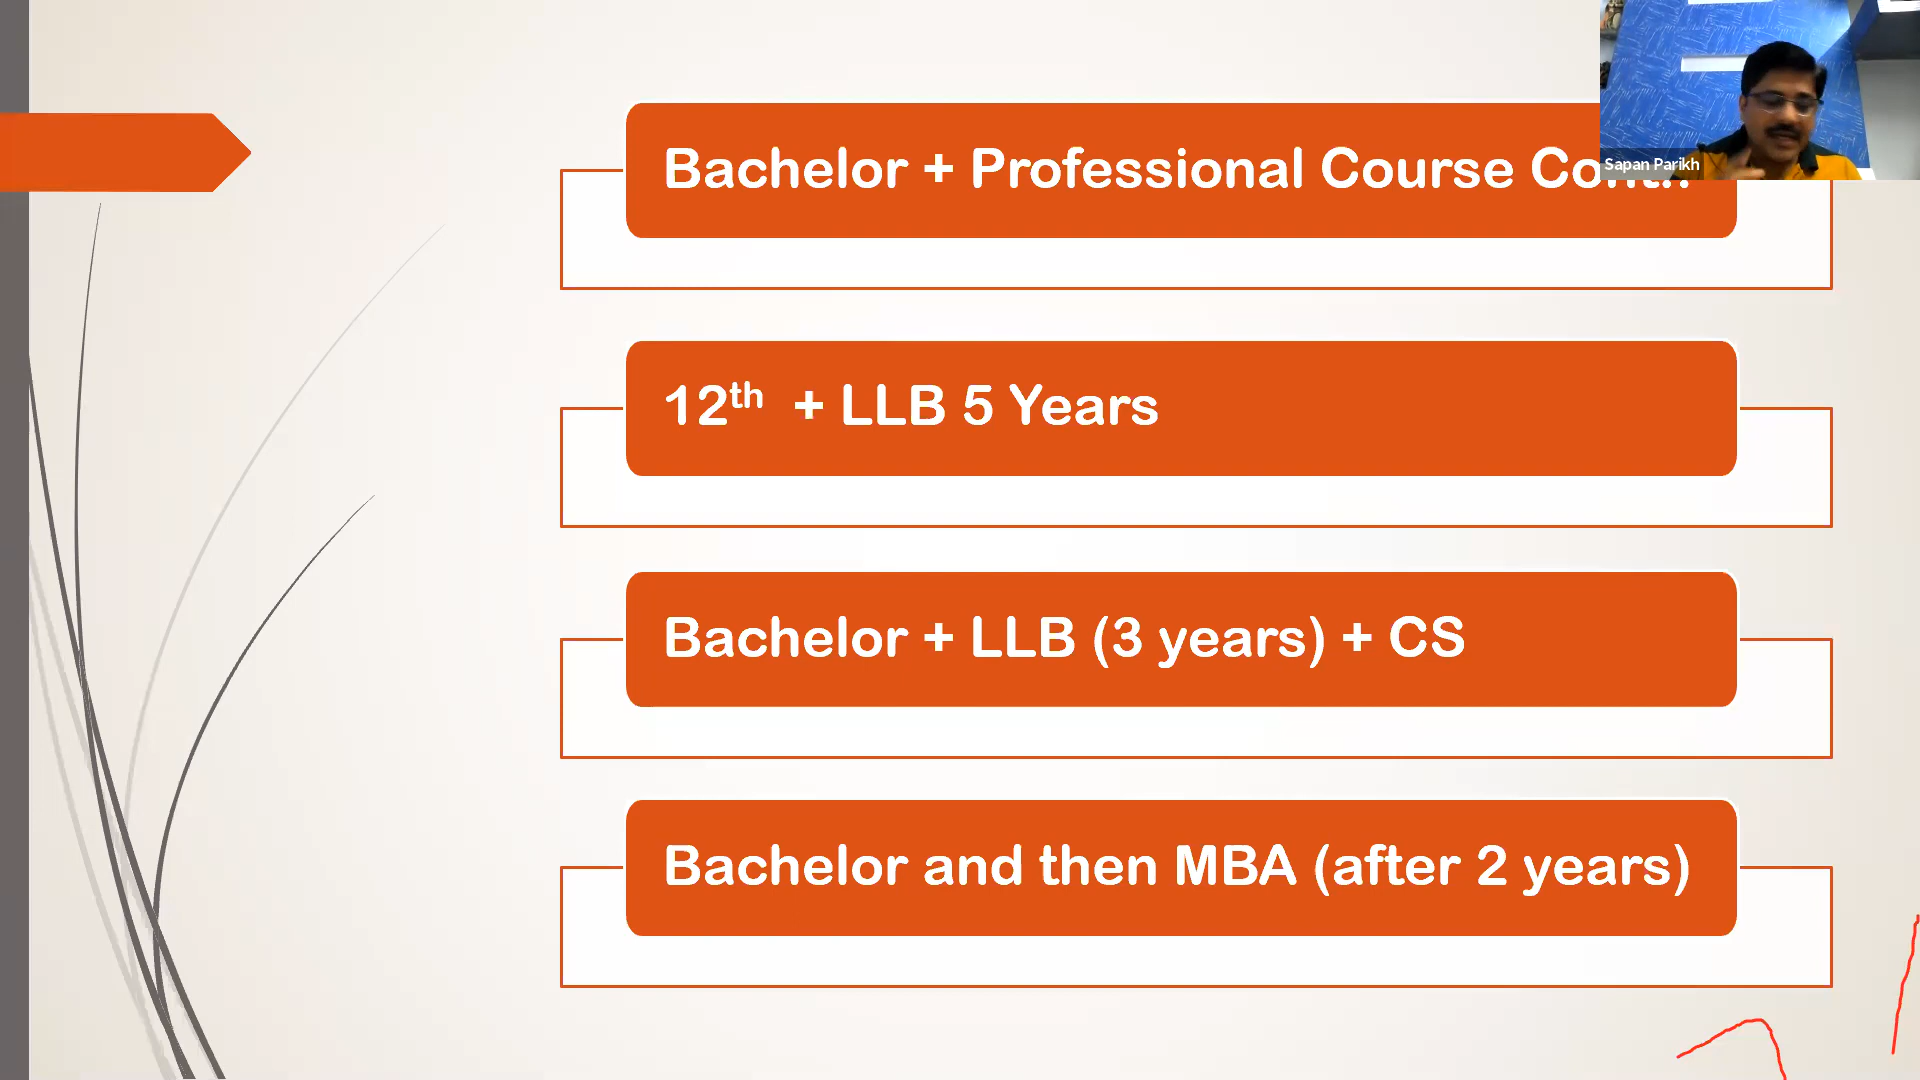 Bachelor + Professional Course Cont..
12th + LLB 5 Years
Bachelor + LLB (3 years) + CS
Bachelor and then MBA (after 2 years)
Sapan Parikh